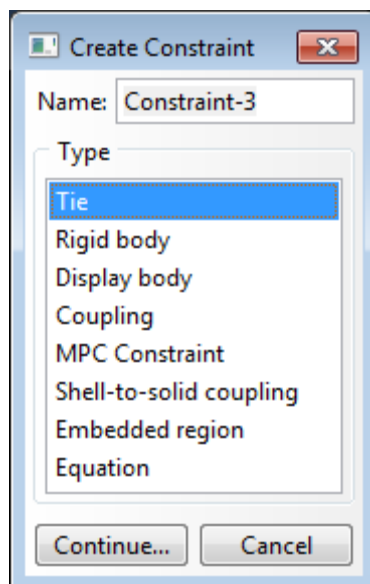 Create Constraint
Name: Constraint-3
Type
Tie
Rigid body
Display body
Coupling
MPC Constraint
Shell-to-solid coupling
Embedded region
Equation
Continue... Cancel